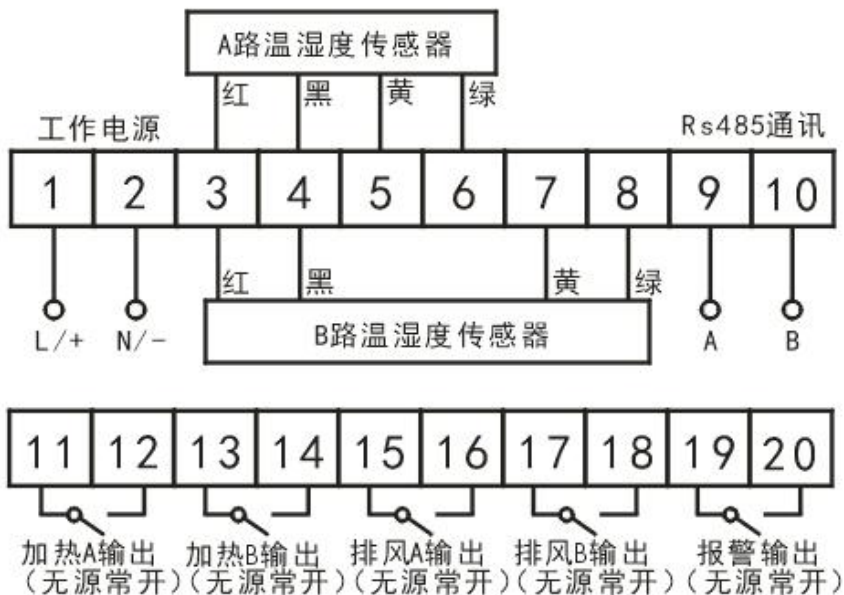 A路温湿度传感器
红 黑 黄 绿
工作电源 Rs485通讯
1 2 3 4 5 6 7 8 9 10
红 黑 黄 绿
L/+ N/- B路温湿度传感器 A B
11 12 13 14 15 16 17 18 19 20
加热A输出 加热B输出 排风A输出 排风B输出 报警输出
(无源常开) (无源常开) (无源常开) (无源常开) (无源常开)